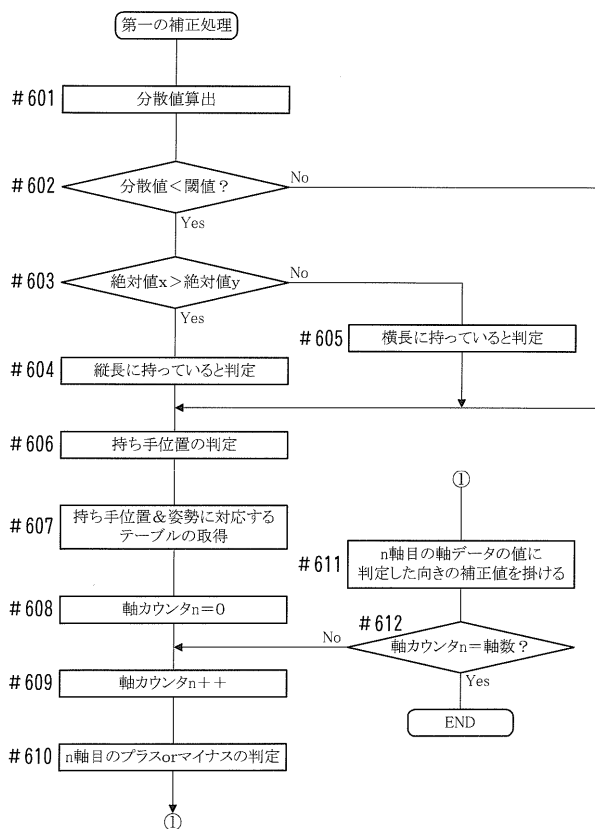 第一の補正処理
#601
分散値算出
#602
分散値<閾値?
No
Yes
#603
絶対値x>絶対値y
No
Yes
#605
横長に持っていると判定
#604
縦長に持っていると判定
#606
持ち手位置の判定
#607
持ち手位置&姿勢に対応する
テーブルの取得
#608
軸カウンタn=0
#609
軸カウンタn++
#610
n軸目のプラスorマイナスの判定
①
①
#611
n軸目の軸データの値に
判定した向きの補正値を掛ける
#612
軸カウンタn=軸数?
No
Yes
END